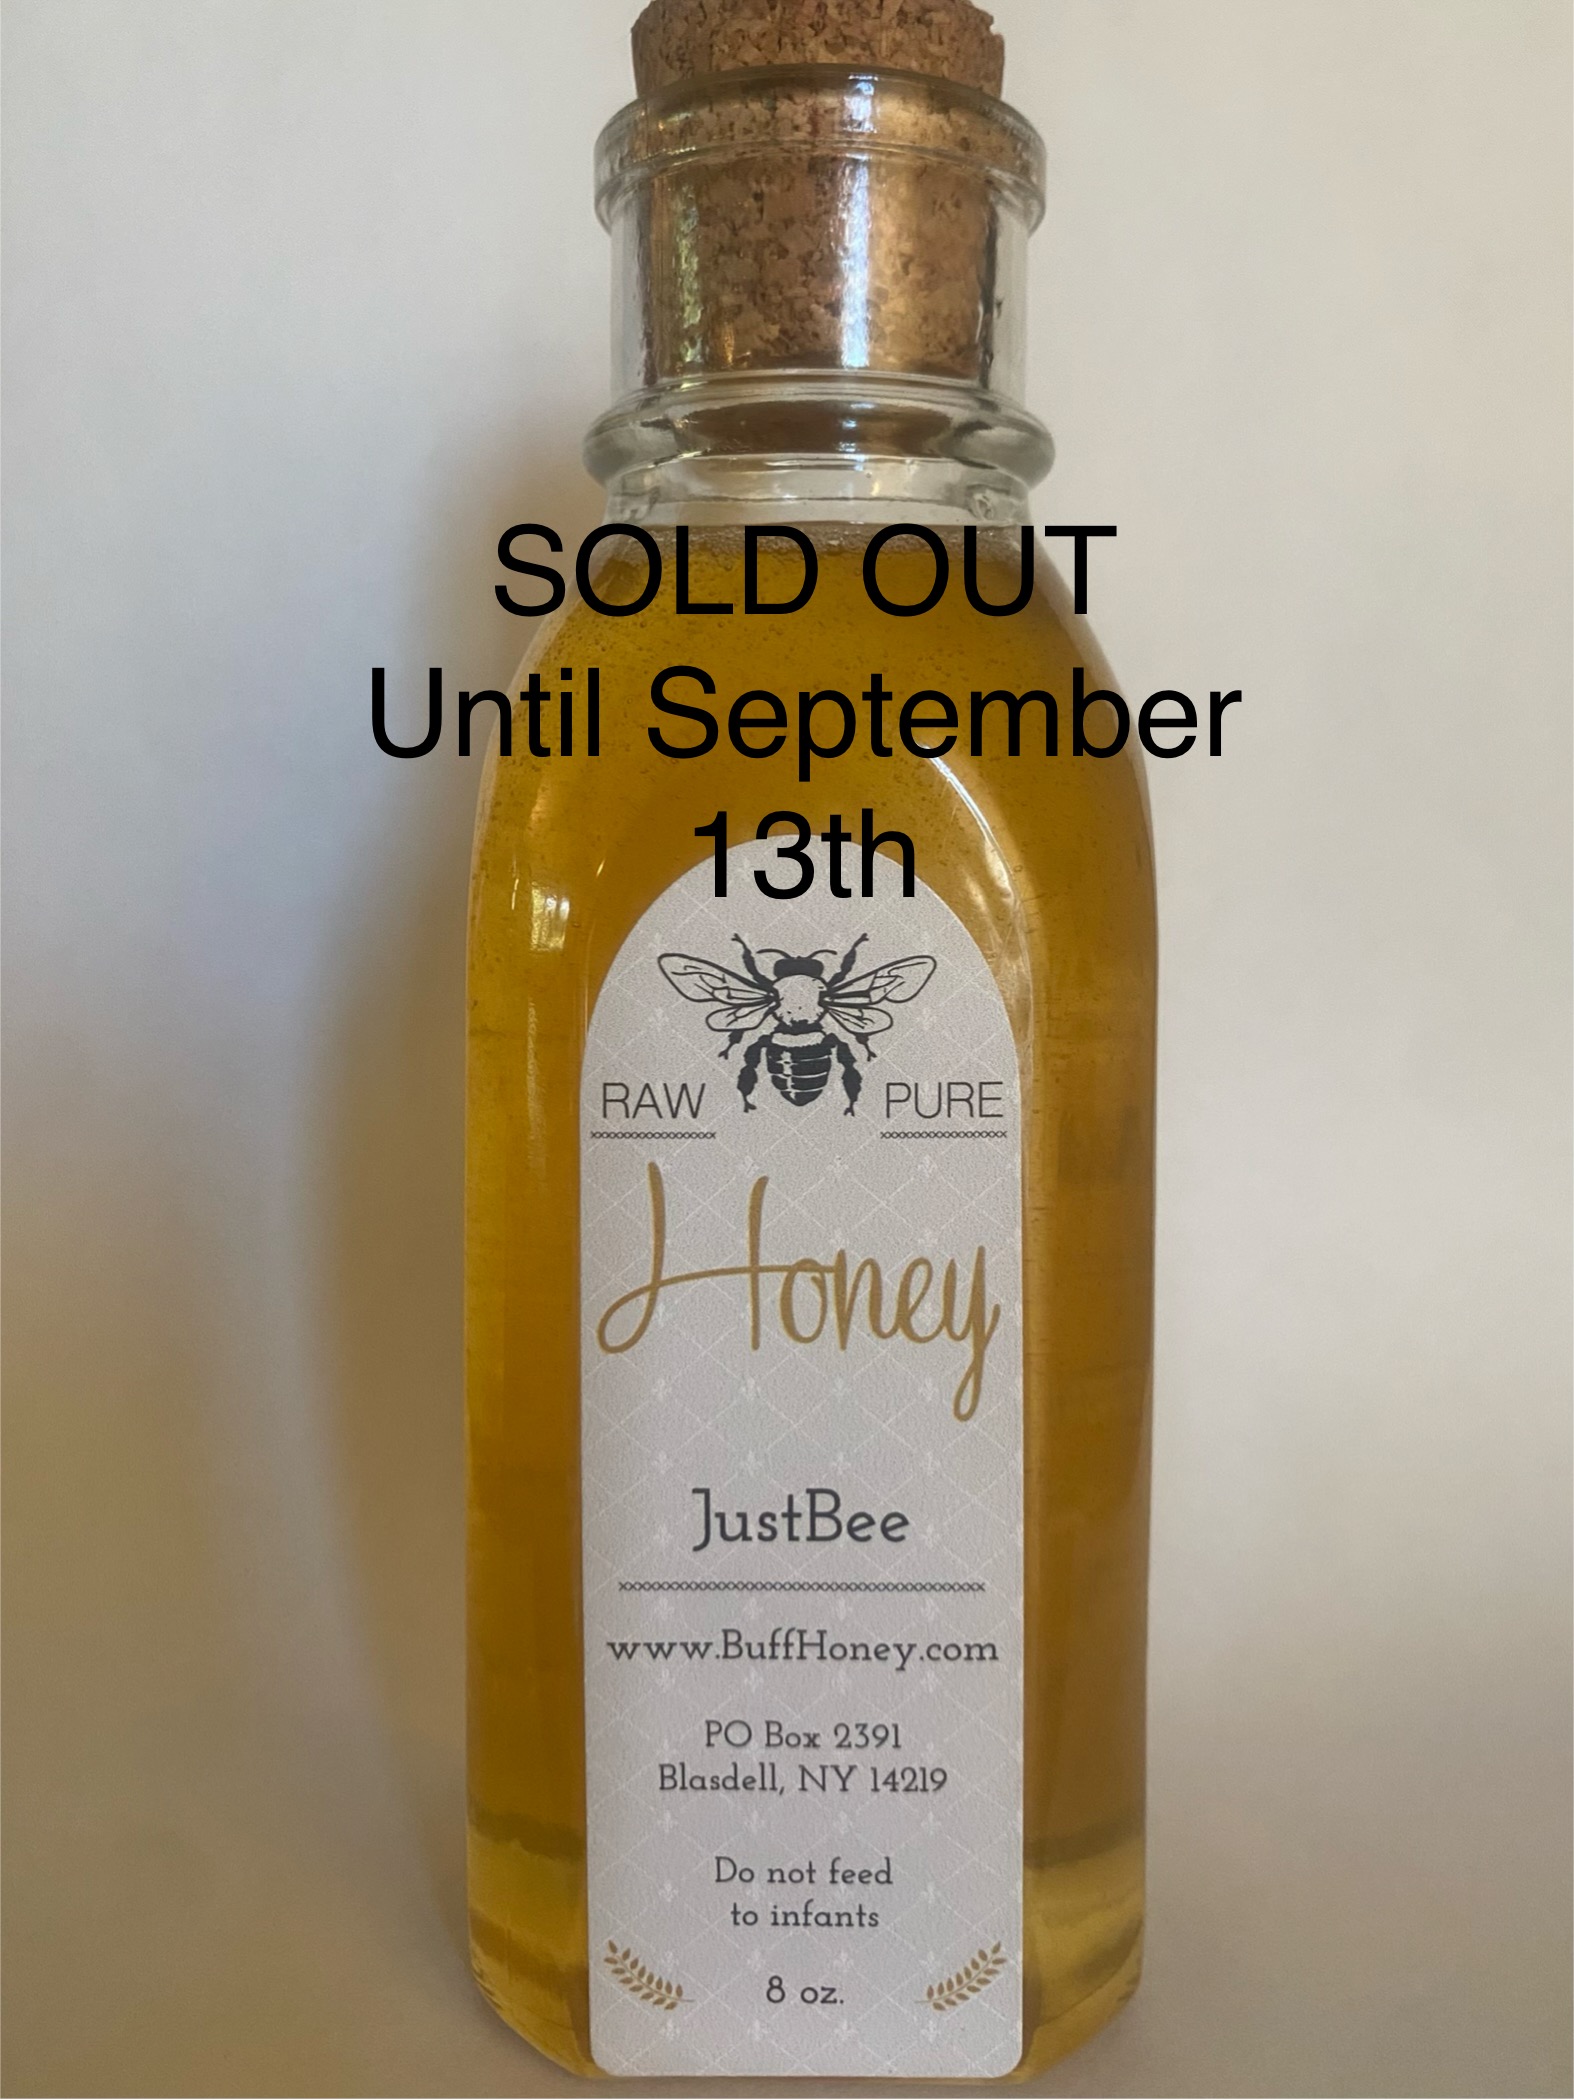 SOLD OUT
Until September
13th
RAW PURE
Honey
JustBee
www.BuffHoney.com
PO Box 2391
Blasdell, NY 14219
Do not feed
to infants
8 oz.